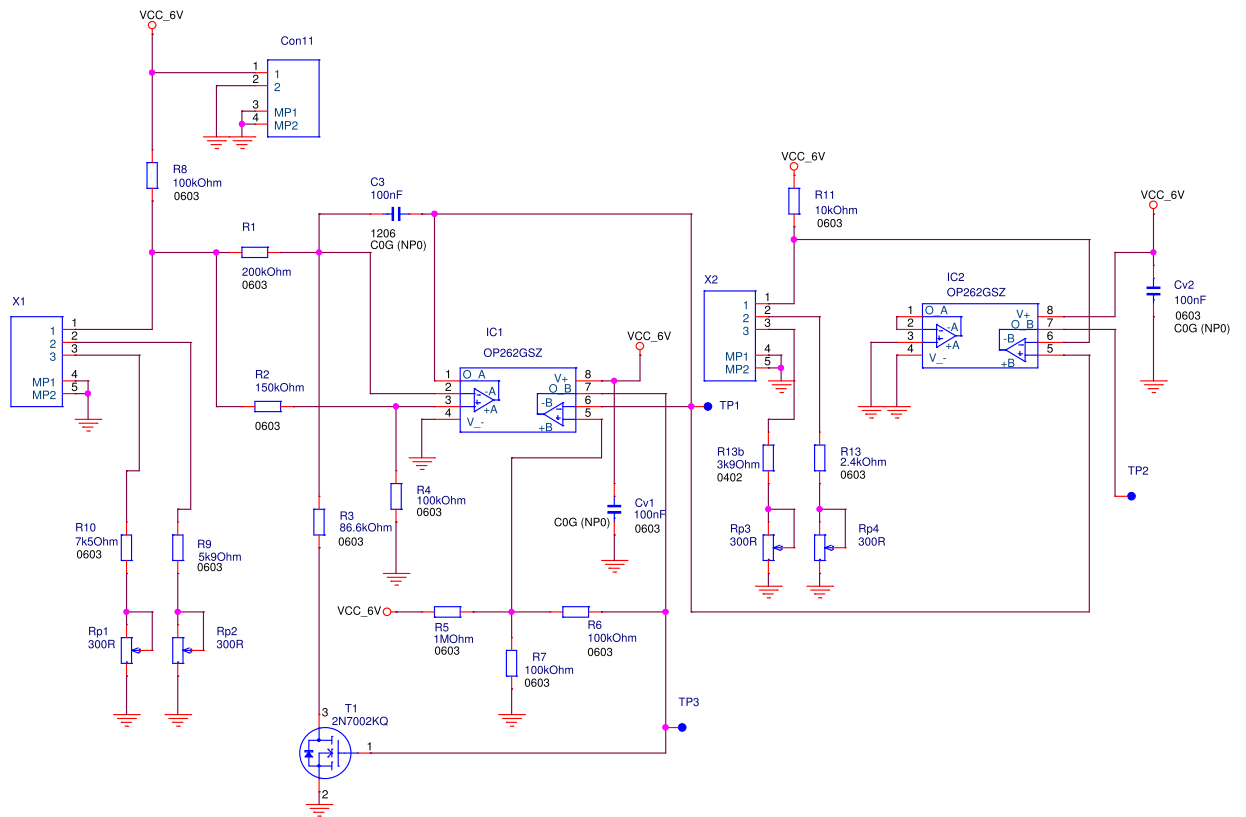 VCC_6V
Con11
1 1
2 2
3 MP1
4 MP2
R8
100kOhm
0603
C3
100nF
1206
C0G (NP0)
R1
200kOhm
0603
X1
1 1
2 2
3 3
MP1 4
MP2 5
R2
150kOhm
0603
IC1
OP262GSZ
1 O_A
2 -A
3 +A
4 V_-
V+ 8
O_B 7
-B 6
+B 5
VCC_6V
TP1
R10
7k5Ohm
0603
R9
5k9Ohm
0603
Rp1
300R
Rp2
300R
R3
86.6kOhm
0603
R4
100kOhm
0603
C0G (NP0)
Cv1
100nF
0603
VCC_6V
R5
1MOhm
0603
R6
100kOhm
0603
R7
100kOhm
0603
T1
2N7002KQ
3
1
2
TP3
VCC_6V
R11
10kOhm
0603
X2
1 1
2 2
3 3
MP1 4
MP2 5
R13b
3k9Ohm
0402
R13
2.4kOhm
0603
Rp3
300R
Rp4
300R
IC2
OP262GSZ
1 O_A
2 -A
3 +A
4 V_-
V+ 8
O_B 7
-B 6
+B 5
VCC_6V
Cv2
100nF
0603
C0G (NP0)
TP2